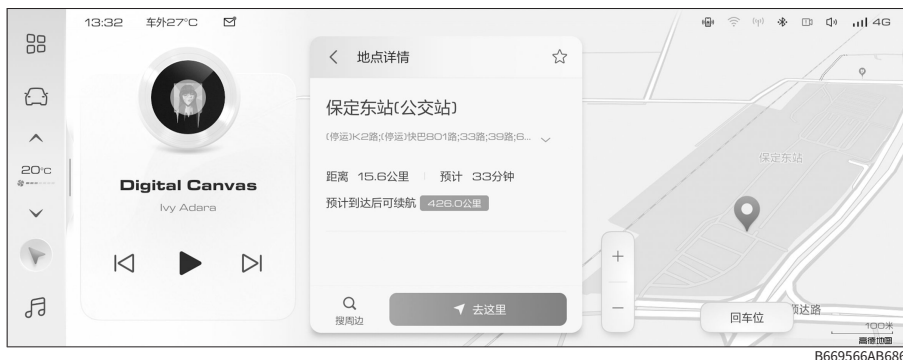 13:32 车外27°C
4G
20°C
Digital Canvas
Ivy Adara
地点详情
保定东站(公交站)
(停运)K2路;(停运)快巴801路;33路;39路;6...
距离 15.6公里 预计 33分钟
预计到达后可续航 426.0公里
搜周边
去这里
保定东站
+
−
回车位
达路
100米
高德地图
B669566AB686